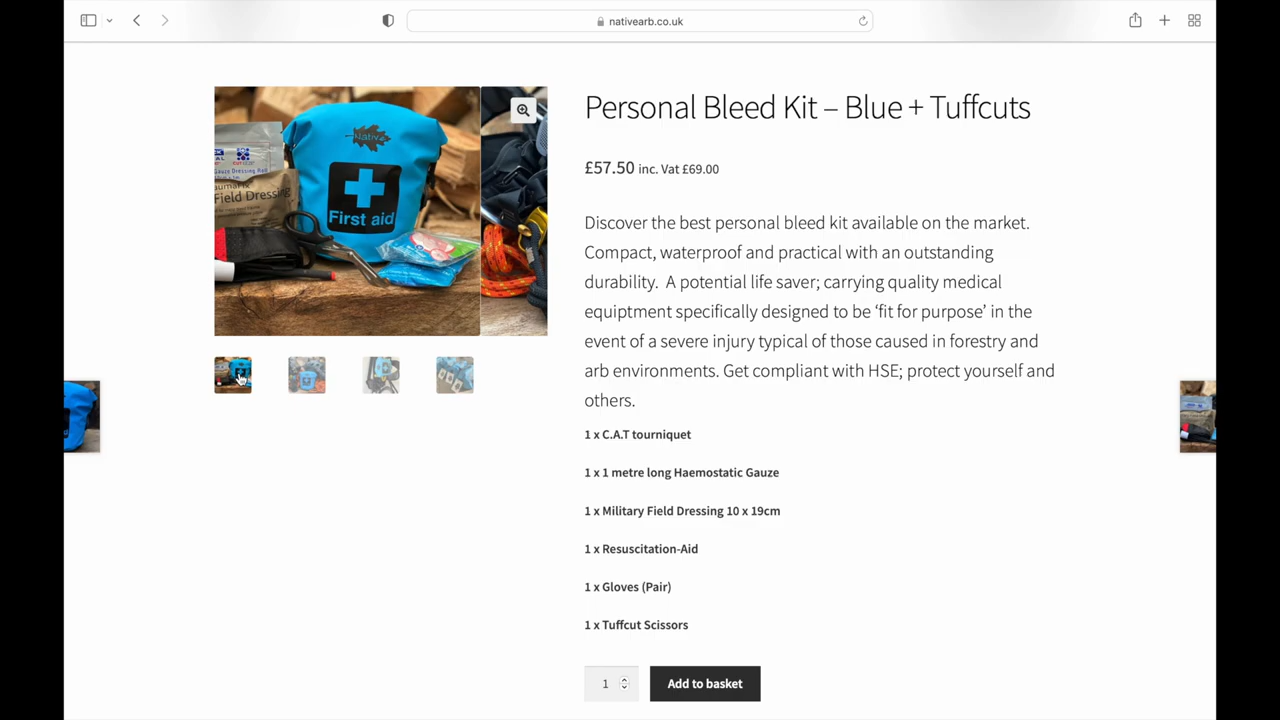 nativearb.co.uk
Personal Bleed Kit – Blue + Tuffcuts
£57.50 inc. Vat £69.00
Discover the best personal bleed kit available on the market.
Compact, waterproof and practical with an outstanding
durability. A potential life saver; carrying quality medical
equiptment specifically designed to be ‘fit for purpose’ in the
event of a severe injury typical of those caused in forestry and
arb environments. Get compliant with HSE; protect yourself and
others.
1 x C.A.T tourniquet
1 x 1 metre long Haemostatic Gauze
1 x Military Field Dressing 10 x 19cm
1 x Resuscitation-Aid
1 x Gloves (Pair)
1 x Tuffcut Scissors
1
Add to basket
Native
First aid
Gauze Dressing
Field Dressing